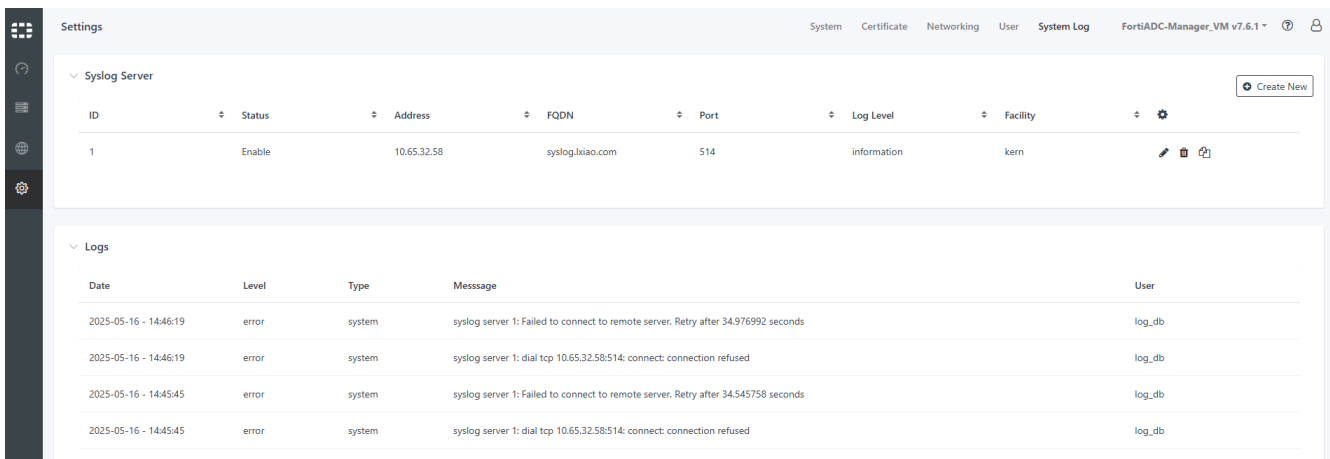 Settings System Certificate Networking User System Log FortiADC-Manager_VM v7.6.1
Syslog Server
Create New
ID Status Address FQDN Port Log Level Facility
1 Enable 10.65.32.58 syslog.lxiao.com 514 information kern
Logs
Date Level Type Messsage User
2025-05-16 - 14:46:19 error system syslog server 1: Failed to connect to remote server. Retry after 34.976992 seconds log_db
2025-05-16 - 14:46:19 error system syslog server 1: dial tcp 10.65.32.58:514: connect: connection refused log_db
2025-05-16 - 14:45:45 error system syslog server 1: Failed to connect to remote server. Retry after 34.545758 seconds log_db
2025-05-16 - 14:45:45 error system syslog server 1: dial tcp 10.65.32.58:514: connect: connection refused log_db